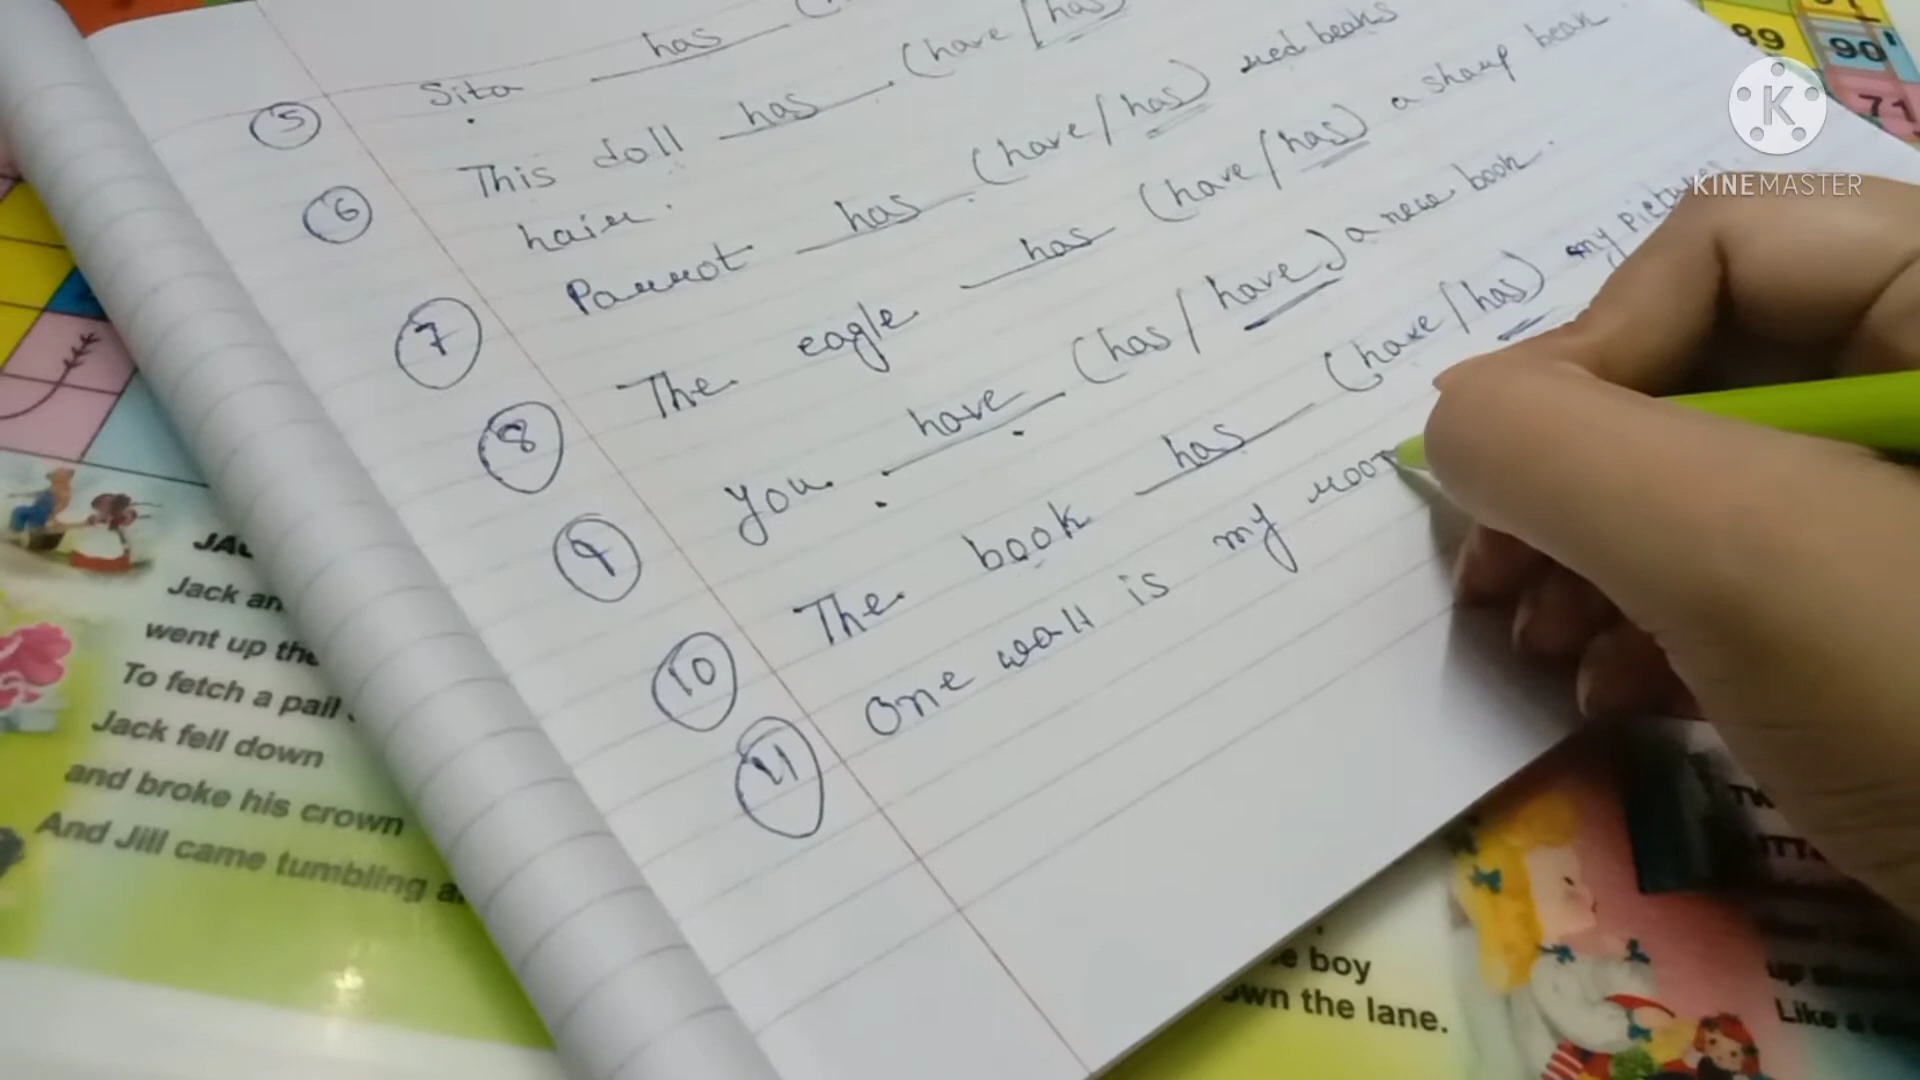 ⑤ Sita has
⑥ This doll has (have/has)
hair.
⑦ Parrot has (have/has) red beaks
⑧ The eagle has (have/has) a sharp beak.
⑨ You have (has/have) a new book.
⑩ The book has (have/has) my picture.
⑪ One wall is my room
Jack an
went up the
To fetch a pail
Jack fell down
and broke his crown
And Jill came tumbling a
boy
own the lane.
Like a
89
90
71
K
KINEMASTER